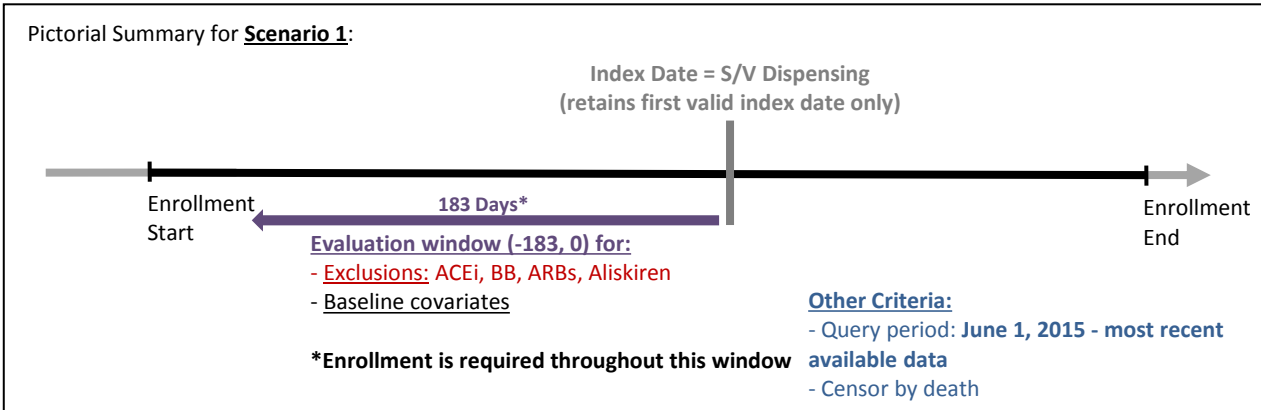 Pictorial Summary for Scenario 1:
Index Date = S/V Dispensing
(retains first valid index date only)
Enrollment
Start
183 Days*
Enrollment
End
Evaluation window (-183, 0) for:
- Exclusions: ACEi, BB, ARBs, Aliskiren
- Baseline covariates
*Enrollment is required throughout this window
Other Criteria:
- Query period: June 1, 2015 - most recent
available data
- Censor by death